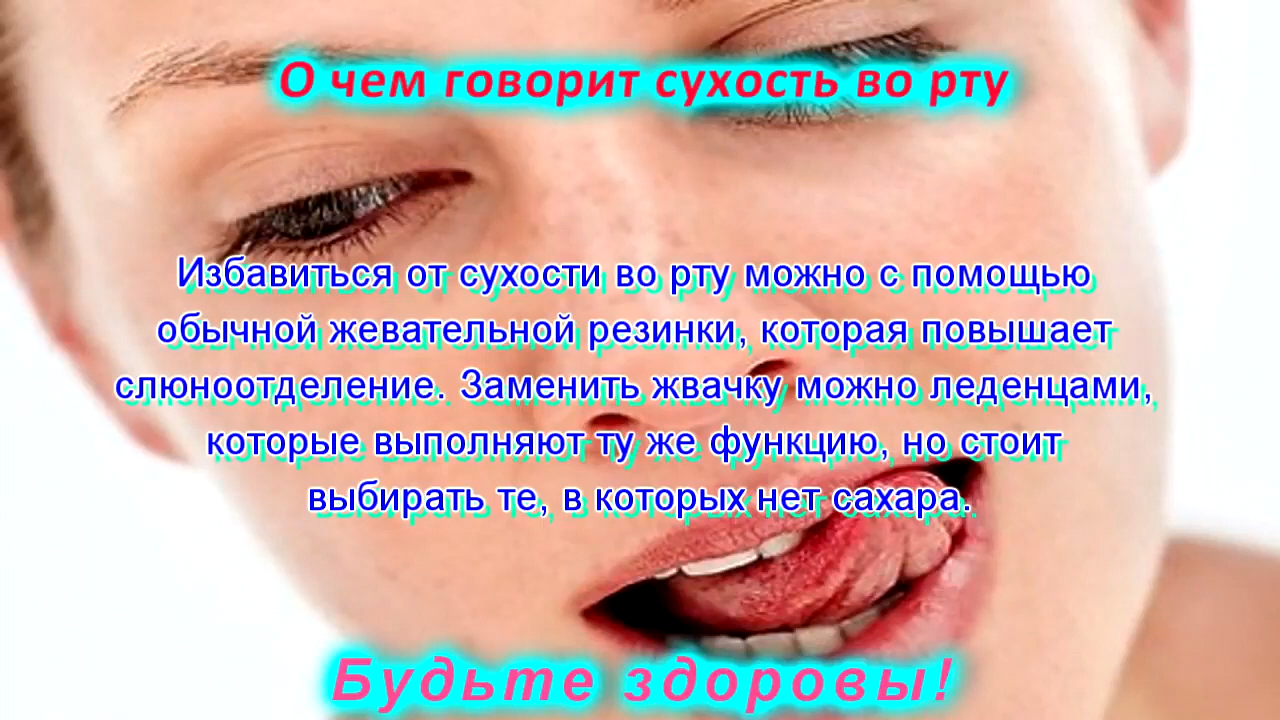 О чем говорит сухость во рту
Избавиться от сухости во рту можно с помощью
обычной жевательной резинки, которая повышает
слюноотделение. Заменить жвачку можно леденцами,
которые выполняют ту же функцию, но стоит
выбирать те, в которых нет сахара.
Будьте здоровы!